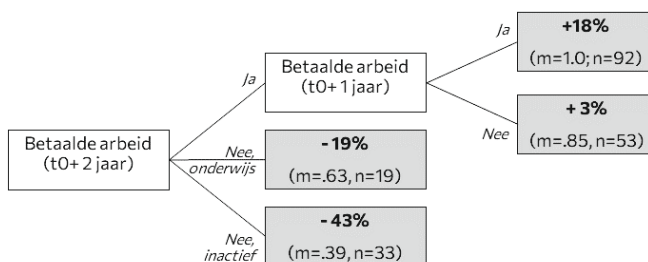 Betaalde arbeid
(t0+ 2 jaar)
Ja
Betaalde arbeid
(t0+ 1 jaar)
Ja
+18%
(m=1.0; n=92)
Nee
+ 3%
(m=.85, n=53)
Nee,
onderwijs
- 19%
(m=.63, n=19)
Nee,
inactief
- 43%
(m=.39, n=33)